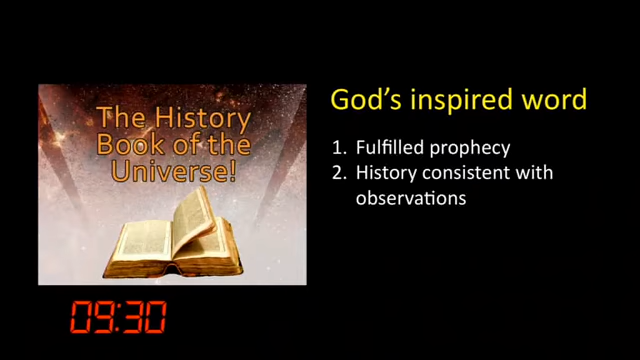 The History
Book of the
Universe!
God's inspired word
1. Fulfilled prophecy
2. History consistent with
observations
09:30